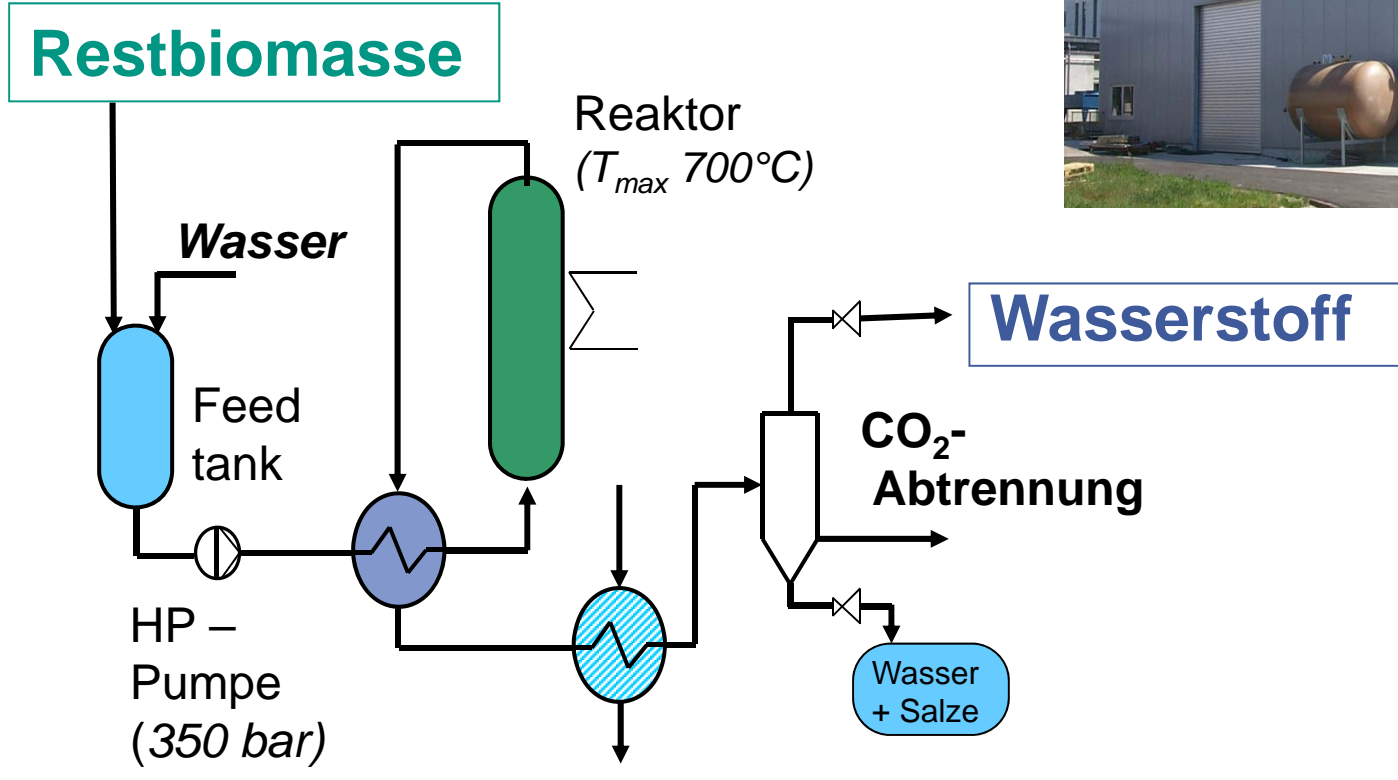 Restbiomasse
Reaktor
(Tmax 700°C)
Wasser
Wasserstoff
Feed
tank
CO2-
Abtrennung
HP –
Pumpe
(350 bar)
Wasser
+ Salze